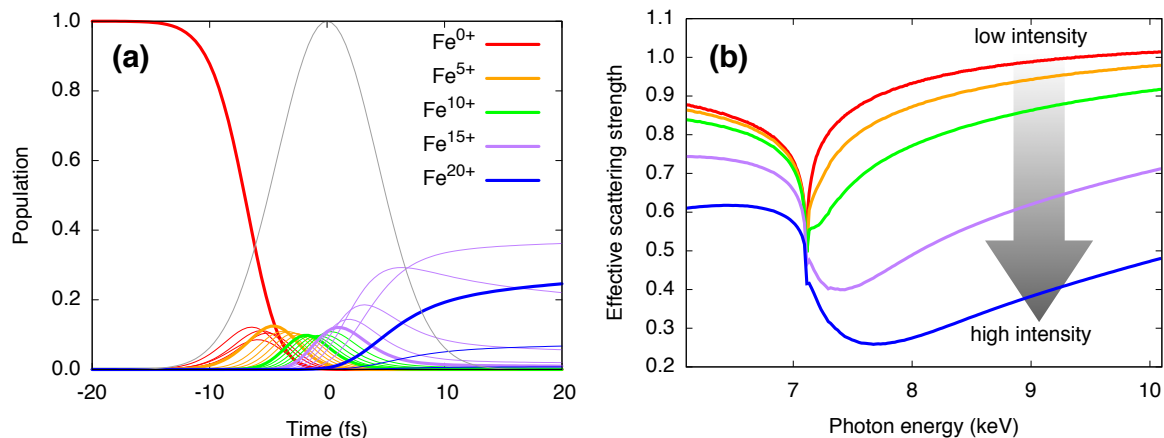 (a)
Population
1.0
0.8
0.6
0.4
0.2
0.0
-20
-10
0
10
20
Time (fs)
Fe0+
Fe5+
Fe10+
Fe15+
Fe20+
(b)
Effective scattering strength
1.1
1.0
0.9
0.8
0.7
0.6
0.5
0.4
0.3
0.2
7
8
9
10
Photon energy (keV)
low intensity
high intensity